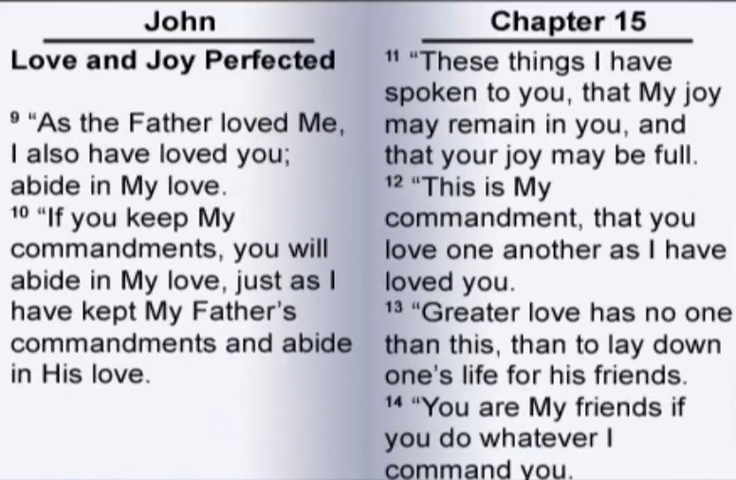 John
Love and Joy Perfected
⁹ “As the Father loved Me,
I also have loved you;
abide in My love.
¹⁰ “If you keep My
commandments, you will
abide in My love, just as I
have kept My Father’s
commandments and abide
in His love.
Chapter 15
¹¹ “These things I have
spoken to you, that My joy
may remain in you, and
that your joy may be full.
¹² “This is My
commandment, that you
love one another as I have
loved you.
¹³ “Greater love has no one
than this, than to lay down
one’s life for his friends.
¹⁴ “You are My friends if
you do whatever I
command you.